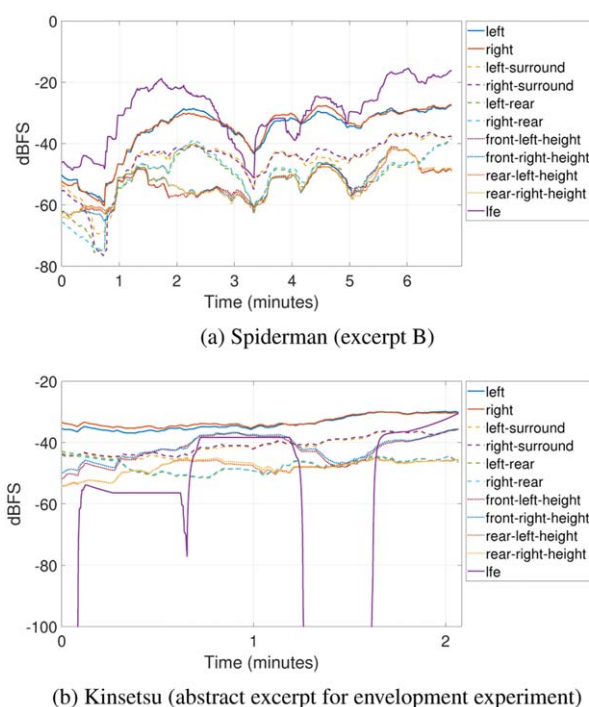 0
-20
-40
-60
-80
dBFS
0 1 2 3 4 5 6
Time (minutes)
left
right
left-surround
right-surround
left-rear
right-rear
front-left-height
front-right-height
rear-left-height
rear-right-height
lfe
(a) Spiderman (excerpt B)
-20
-40
-60
-80
-100
dBFS
0 1 2
Time (minutes)
left
right
left-surround
right-surround
left-rear
right-rear
front-left-height
front-right-height
rear-left-height
rear-right-height
lfe
(b) Kinsetsu (abstract excerpt for envelopment experiment)